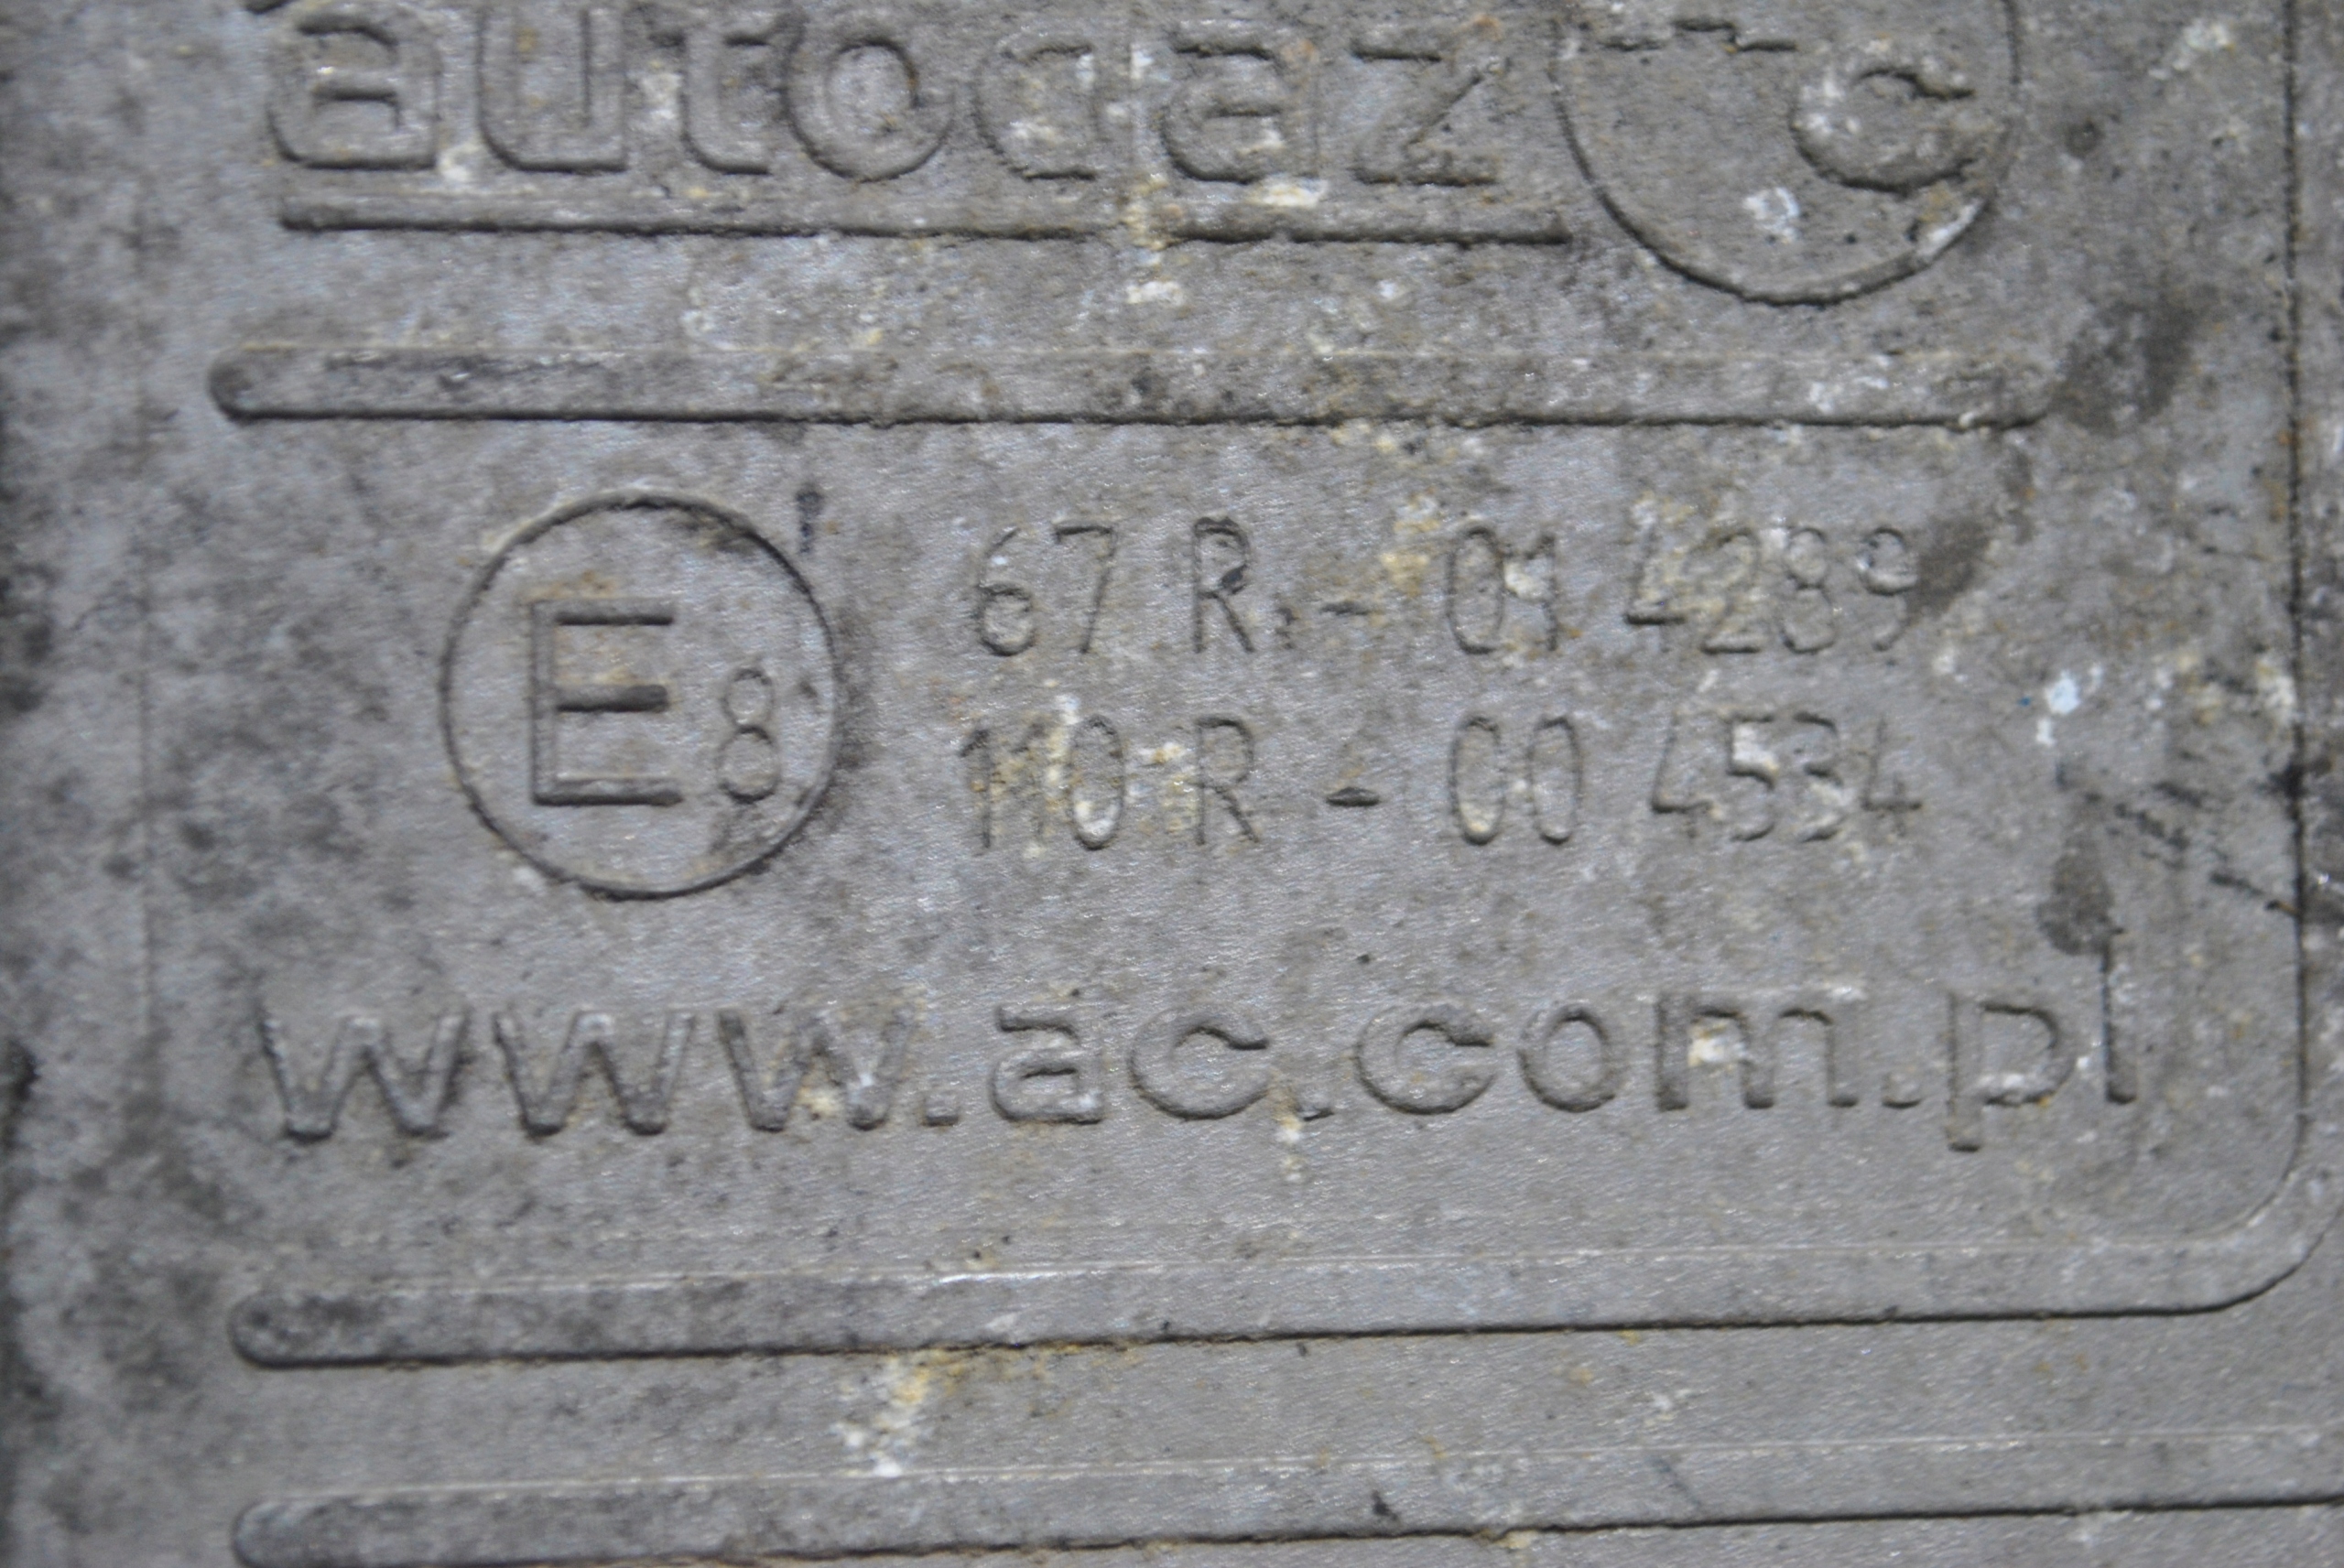 autogaz c
E8 67 R - 01 4289
110 R - 00 4534
www.ac.com.pl